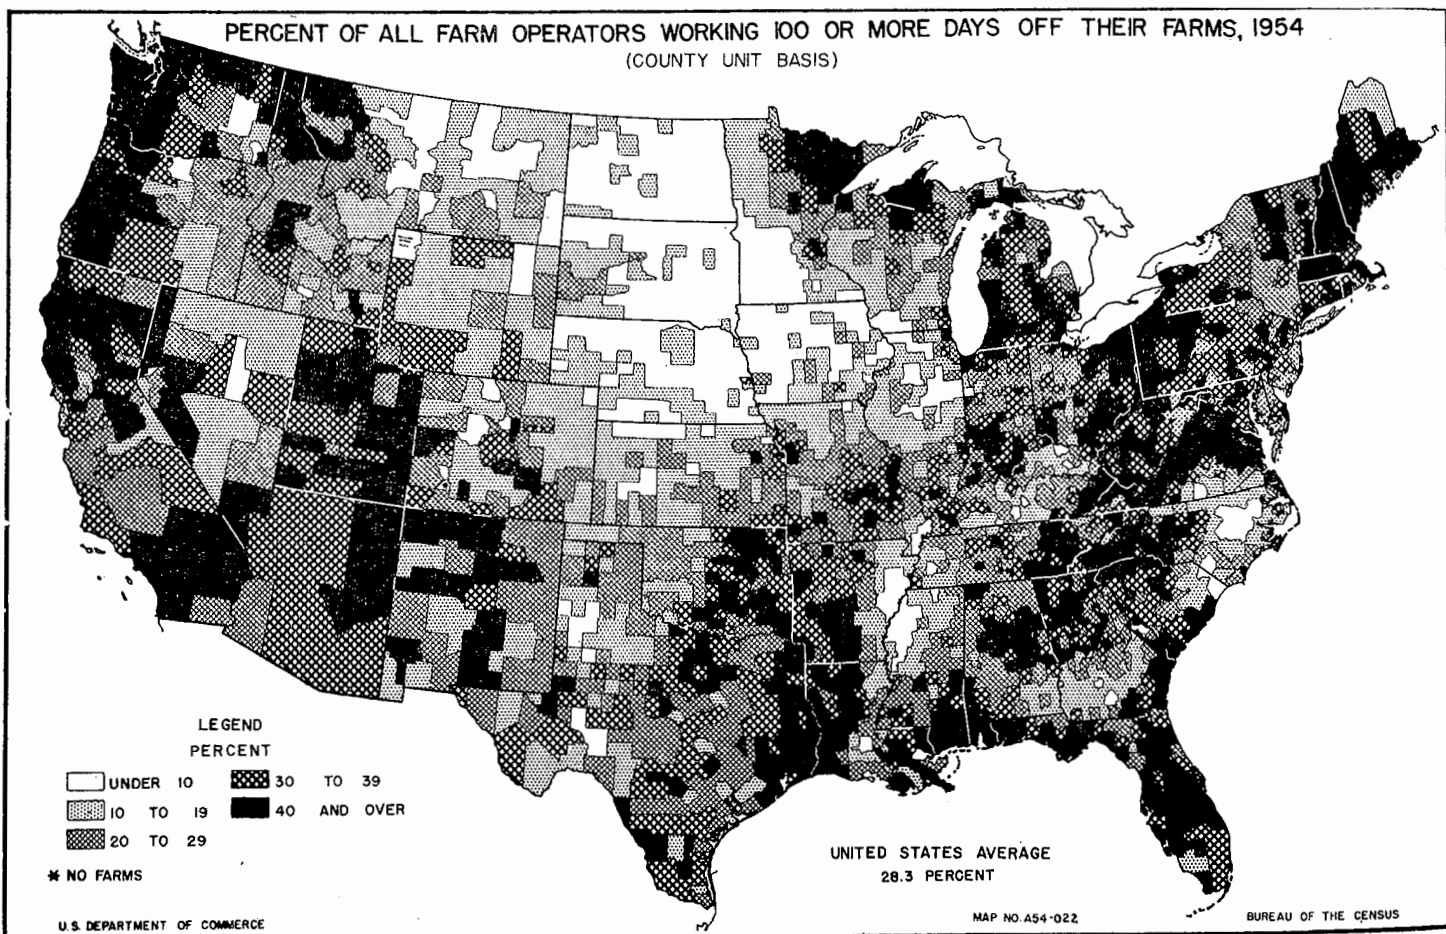 PERCENT OF ALL FARM OPERATORS WORKING 100 OR MORE DAYS OFF THEIR FARMS, 1954
(COUNTY UNIT BASIS)
LEGEND
PERCENT
UNDER 10
10 TO 19
20 TO 29
30 TO 39
40 AND OVER
* NO FARMS
UNITED STATES AVERAGE
28.3 PERCENT
U.S. DEPARTMENT OF COMMERCE
MAP NO. A54-022
BUREAU OF THE CENSUS